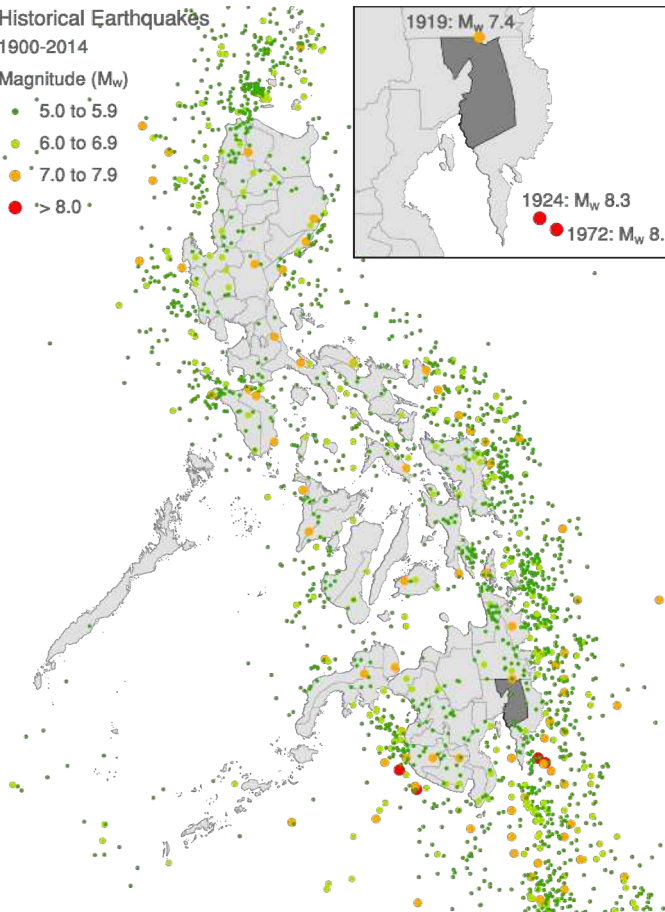 Historical Earthquakes
1900-2014
Magnitude (Mw)
5.0 to 5.9
6.0 to 6.9
7.0 to 7.9
> 8.0
1919: Mw 7.4
1924: Mw 8.3
1972: Mw 8.